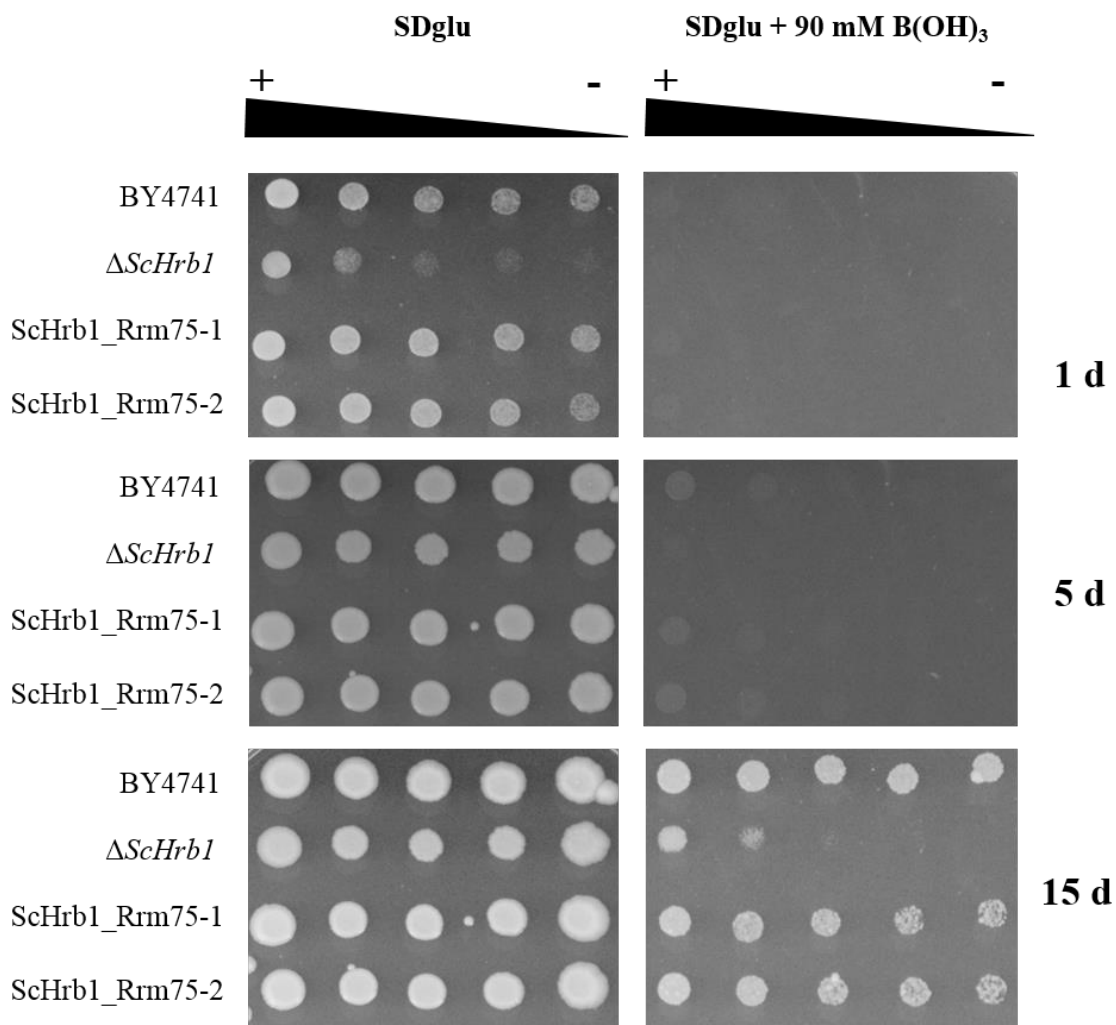 SDglu SDglu + 90 mM B(OH)₃
+ - + -
BY4741
Δ​ScHrb1
ScHrb1_Rrm75-1
ScHrb1_Rrm75-2
1 d
BY4741
ΔScHrb1
ScHrb1_Rrm75-1
ScHrb1_Rrm75-2
5 d
BY4741
ΔScHrb1
ScHrb1_Rrm75-1
ScHrb1_Rrm75-2
15 d